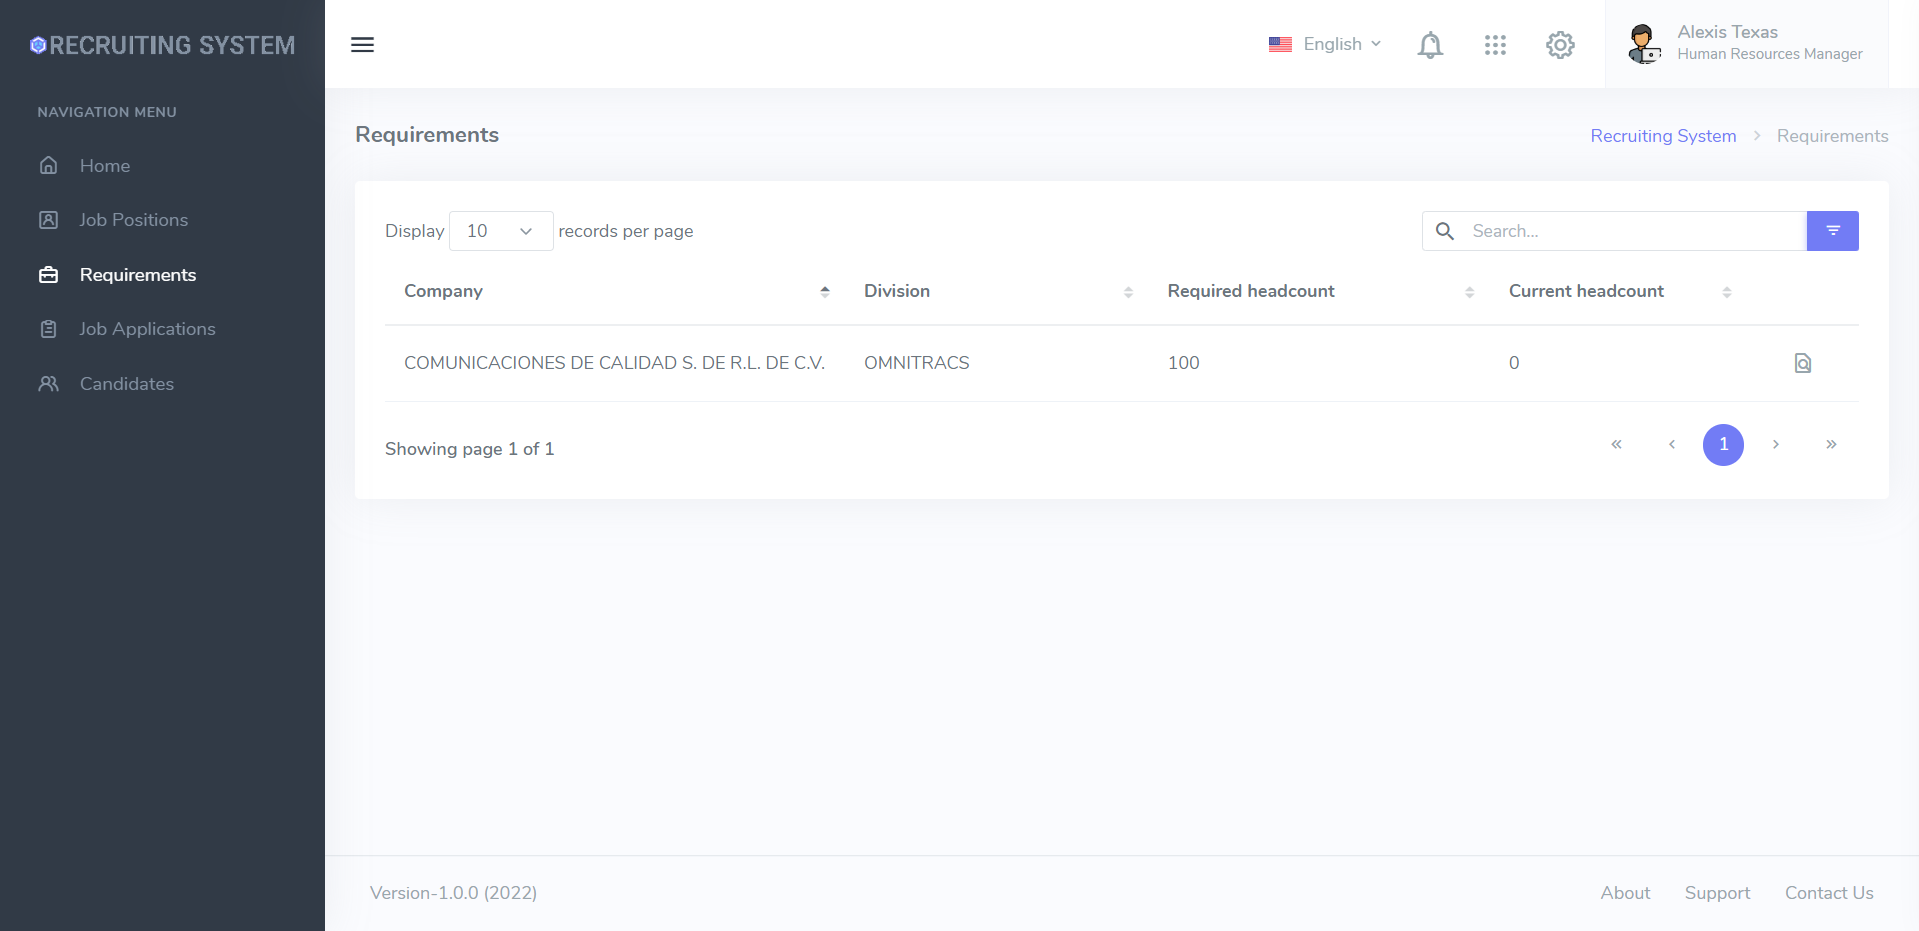 RECRUITING SYSTEM
English
Alexis Texas
Human Resources Manager
NAVIGATION MENU
Home
Job Positions
Requirements
Job Applications
Candidates
Requirements
Recruiting System > Requirements
Display 10 records per page
Search...
Company Division Required headcount Current headcount
COMUNICACIONES DE CALIDAD S. DE R.L. DE C.V. OMNITRACS 100 0
Showing page 1 of 1
« ‹ 1 › »
Version-1.0.0 (2022)
About Support Contact Us